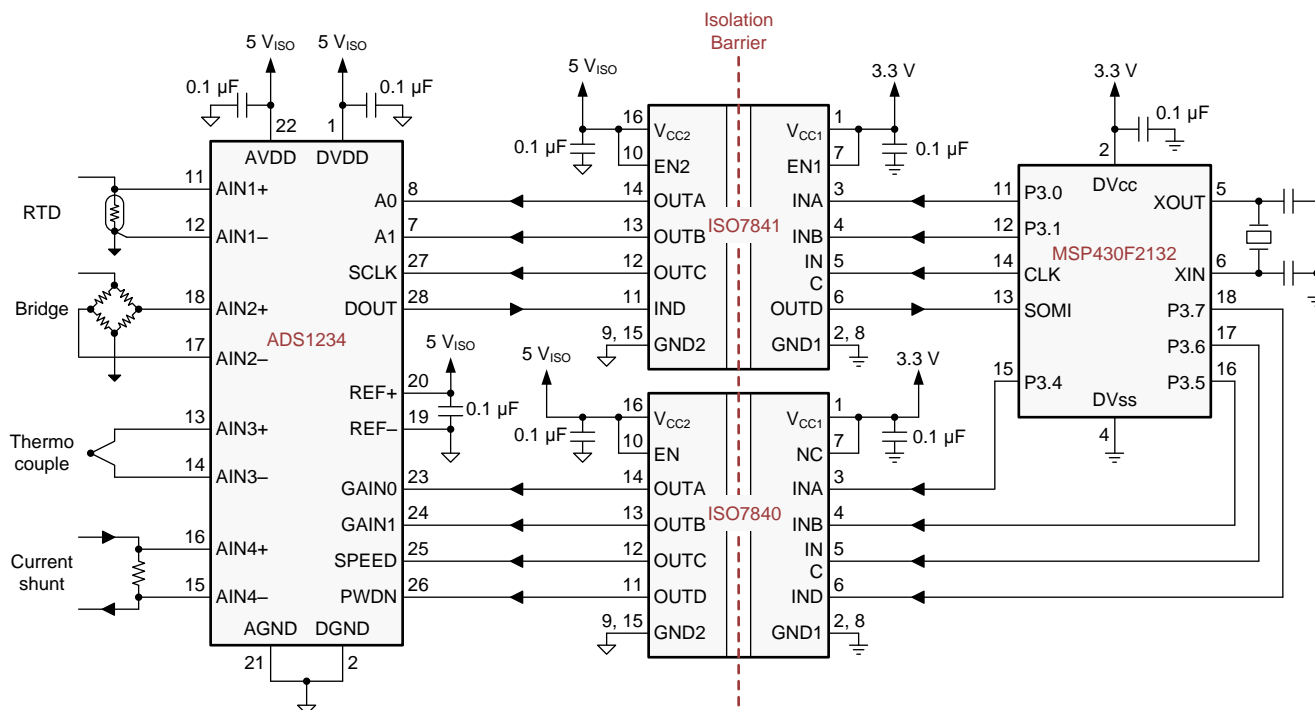 Isolation
Barrier
5 VISO
5 VISO
0.1 µF
0.1 µF
22
1
AVDD
DVDD
ADS1234
RTD
11
AIN1+
12
AIN1–
Bridge
18
AIN2+
17
AIN2–
Thermo
couple
13
AIN3+
14
AIN3–
Current
shunt
16
AIN4+
15
AIN4–
A0
8
A1
7
SCLK
27
DOUT
28
5 VISO
REF+
20
0.1 µF
REF–
19
GAIN0
23
GAIN1
24
SPEED
25
PWDN
26
AGND
DGND
21
2
5 VISO
0.1 µF
16
VCC2
10
EN2
14
OUTA
13
OUTB
12
OUTC
11
IND
9, 15
GND2
ISO7841
3.3 V
0.1 µF
VCC1
1
EN1
7
INA
3
INB
4
IN
C
5
OUTD
6
GND1
2, 8
5 VISO
0.1 µF
16
VCC2
10
EN
14
OUTA
13
OUTB
12
OUTC
11
OUTD
9, 15
GND2
ISO7840
3.3 V
0.1 µF
VCC1
1
NC
7
INA
3
INB
4
IN
C
5
IND
6
GND1
2, 8
3.3 V
0.1 µF
2
DVcc
MSP430F2132
11
P3.0
12
P3.1
14
CLK
13
SOMI
15
P3.4
XOUT
5
XIN
6
P3.7
18
P3.6
17
P3.5
16
DVss
4